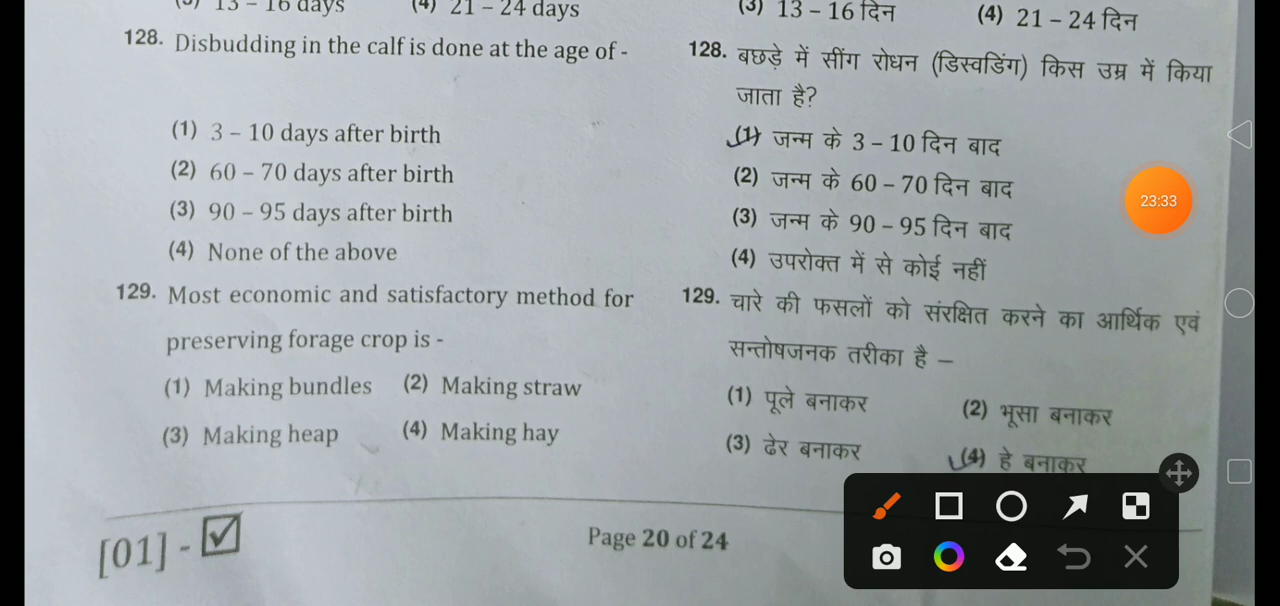 (3) 13 – 16 days (4) 21 – 24 days
128. Disbudding in the calf is done at the age of -
(1) 3 – 10 days after birth
(2) 60 – 70 days after birth
(3) 90 – 95 days after birth
(4) None of the above
129. Most economic and satisfactory method for
preserving forage crop is -
(1) Making bundles (2) Making straw
(3) Making heap (4) Making hay
(3) 13 – 16 दिन (4) 21 – 24 दिन
128. बछड़े में सींग रोधन (डिस्वडिंग) किस उम्र में किया
जाता है?
(1) जन्म के 3 – 10 दिन बाद
(2) जन्म के 60 – 70 दिन बाद
(3) जन्म के 90 – 95 दिन बाद
(4) उपरोक्त में से कोई नहीं
129. चारे की फसलों को संरक्षित करने का आर्थिक एवं
सन्तोषजनक तरीका है –
(1) पूले बनाकर (2) भूसा बनाकर
(3) ढेर बनाकर (4) हे बनाकर
23:33
[01] - Page 20 of 24